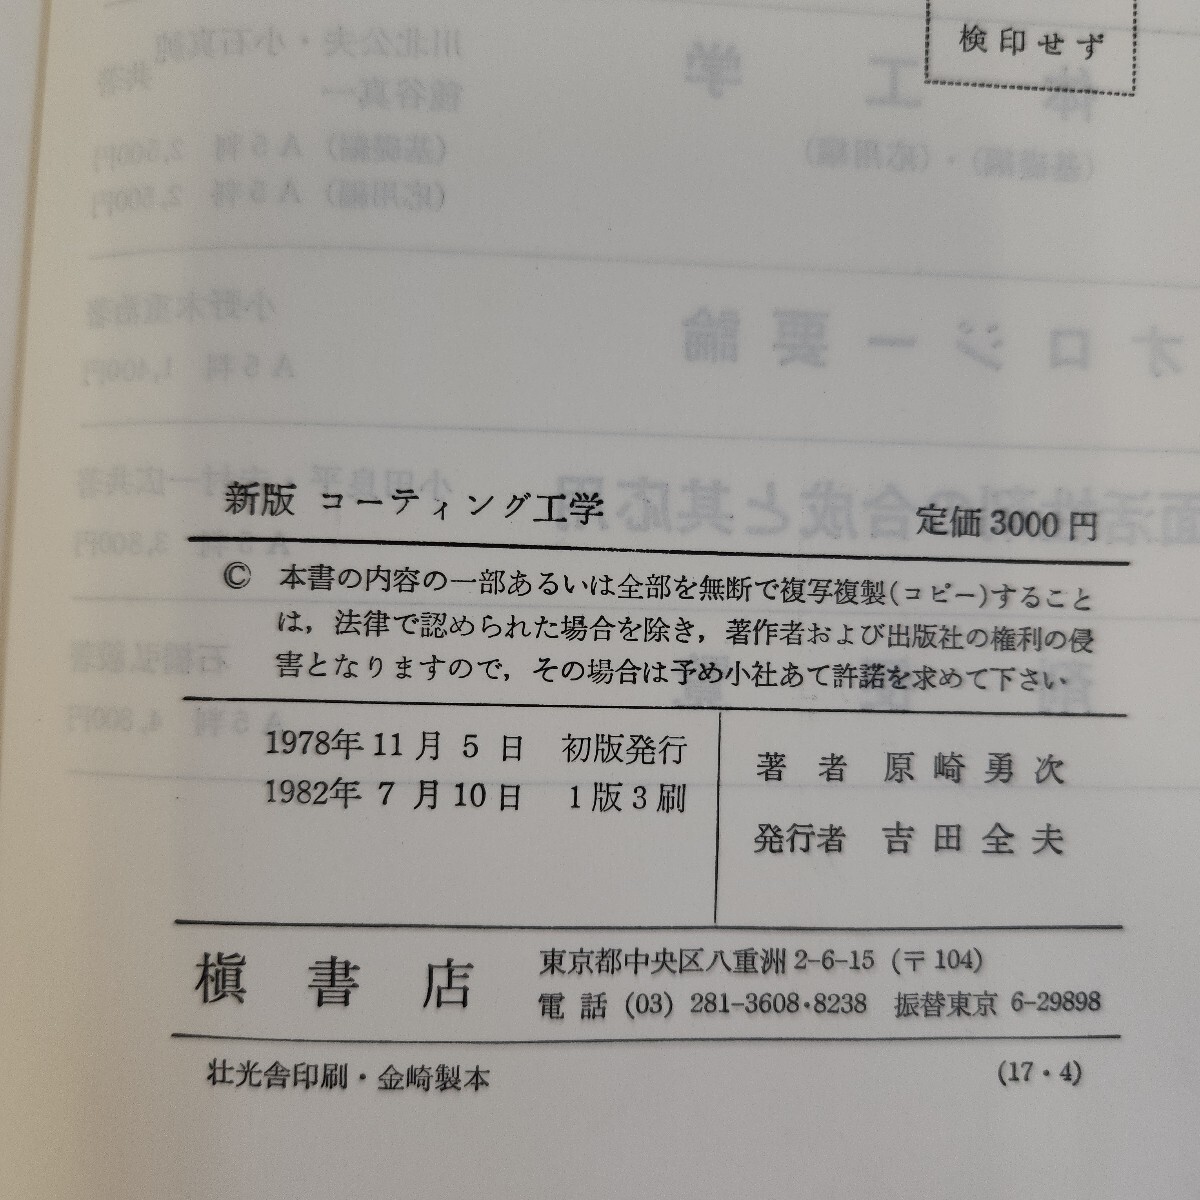 検印せず
新版 コーティング工学
定価3000円
© 本書の内容の一部あるいは全部を無断で複写複製(コピー)すること
は，法律で認められた場合を除き，著作者および出版社の権利の侵
害となりますので，その場合は予め小社あて許諾を求めて下さい
1978年11月5日 初版発行
1982年7月10日 1版3刷
著者 原崎勇次
発行者 吉田全夫
槇書店
東京都中央区八重洲2-6-15 (〒104)
電話 (03) 281-3608・8238 振替東京 6-29898
壮光舎印刷・金崎製本
(17・4)